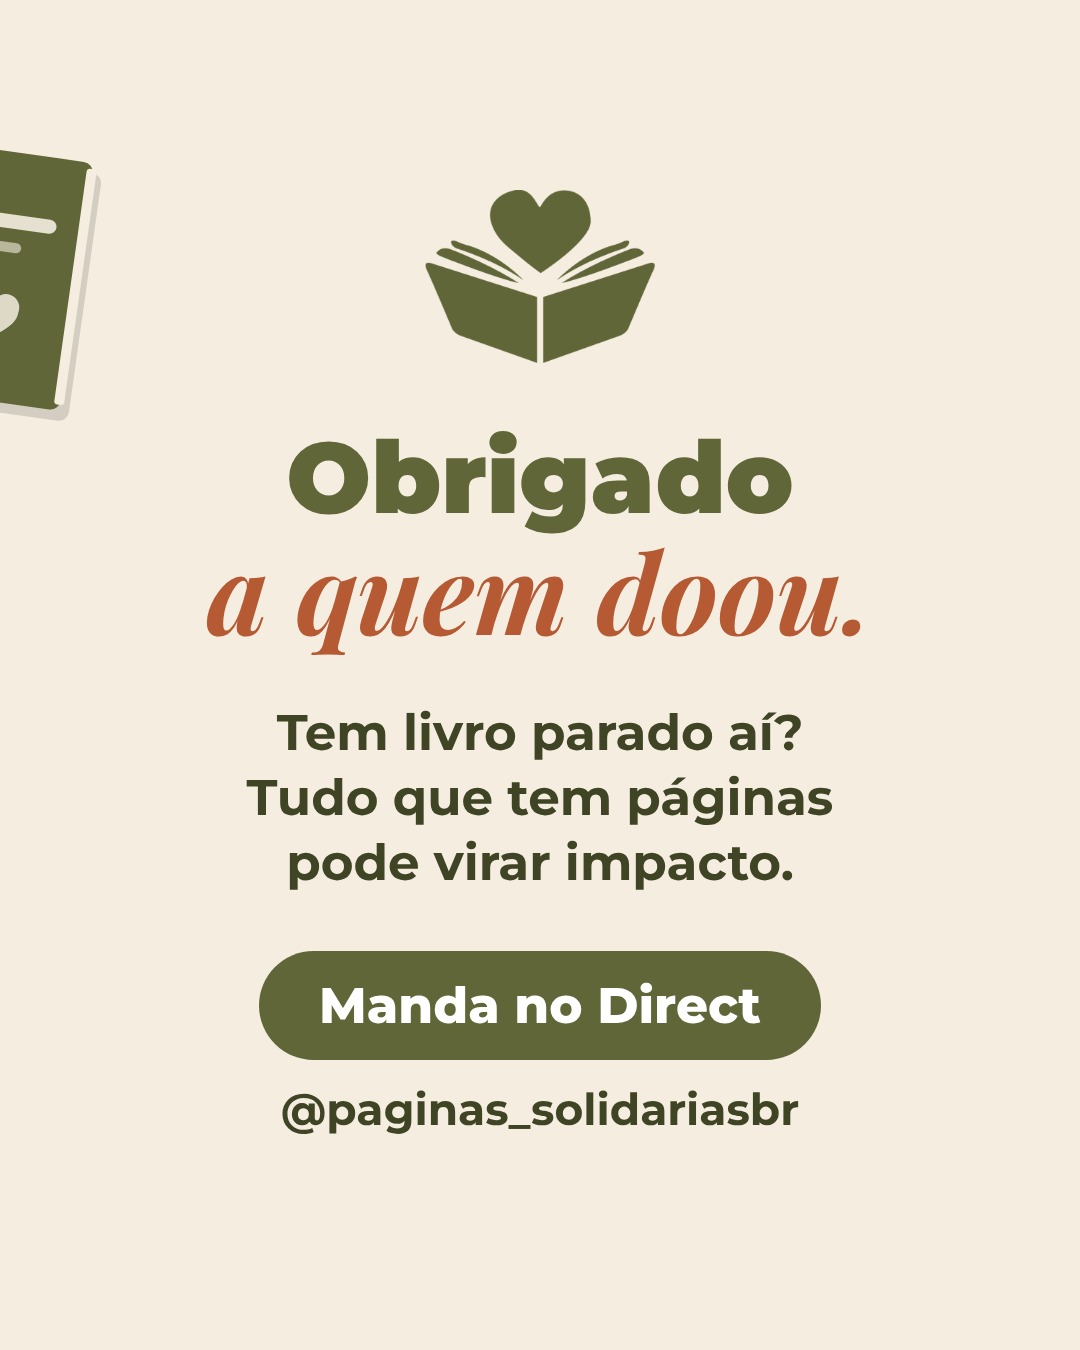 Obrigado
a quem doou.
Tem livro parado aí?
Tudo que tem páginas
pode virar impacto.
Manda no Direct
@paginas_solidariasbr